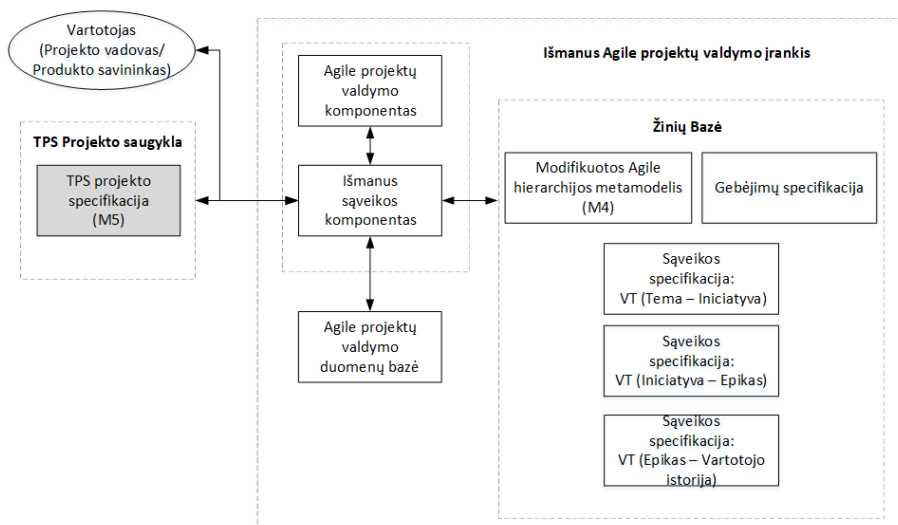 Vartotojas
(Projekto vadovas/
Produkto savininkas)
TPS Projekto saugykla
TPS projekto
specifikacija
(M5)
Išmanus Agile projektų valdymo įrankis
Agile projektų
valdymo
komponentas
Išmanus
sąveikos
komponentas
Agile projektų
valdymo
duomenų bazė
Žinių Bazė
Modifikuotos Agile
hierarchijos metamodelis
(M4)
Gebėjimų specifikacija
Sąveikos
specifikacija:
VT (Tema – Iniciatyva)
Sąveikos
specifikacija:
VT (Iniciatyva – Epikas)
Sąveikos
specifikacija:
VT (Epikas – Vartotojo
istorija)